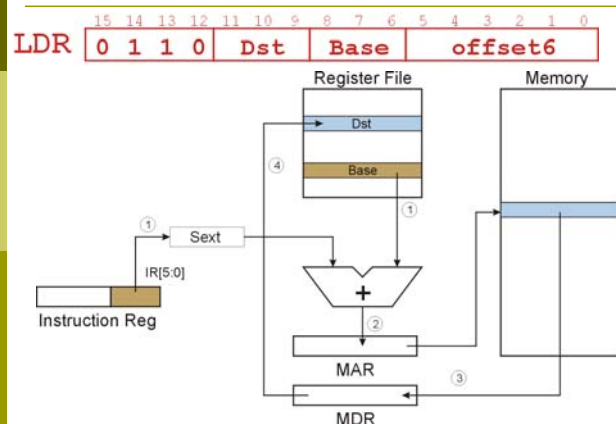 15 14 13 12 11 10 9 8 7 6 5 4 3 2 1 0
LDR 0 1 1 0 Dst Base offset6
Register File
Memory
Dst
④
Base
①
①
Sext
IR[5:0]
+
Instruction Reg
②
MAR
③
MDR